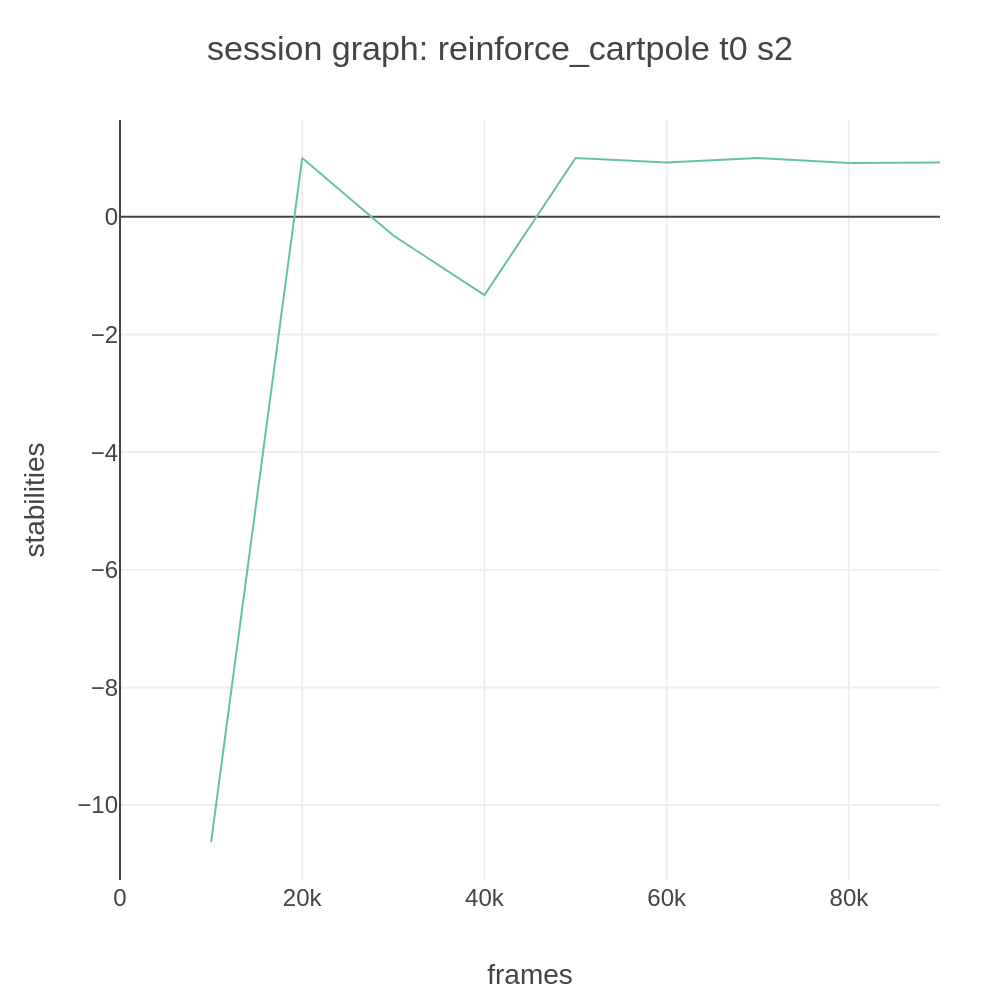 session graph: reinforce_cartpole t0 s2
0
−2
−4
−6
−8
−10
stabilities
0 20k 40k 60k 80k
frames